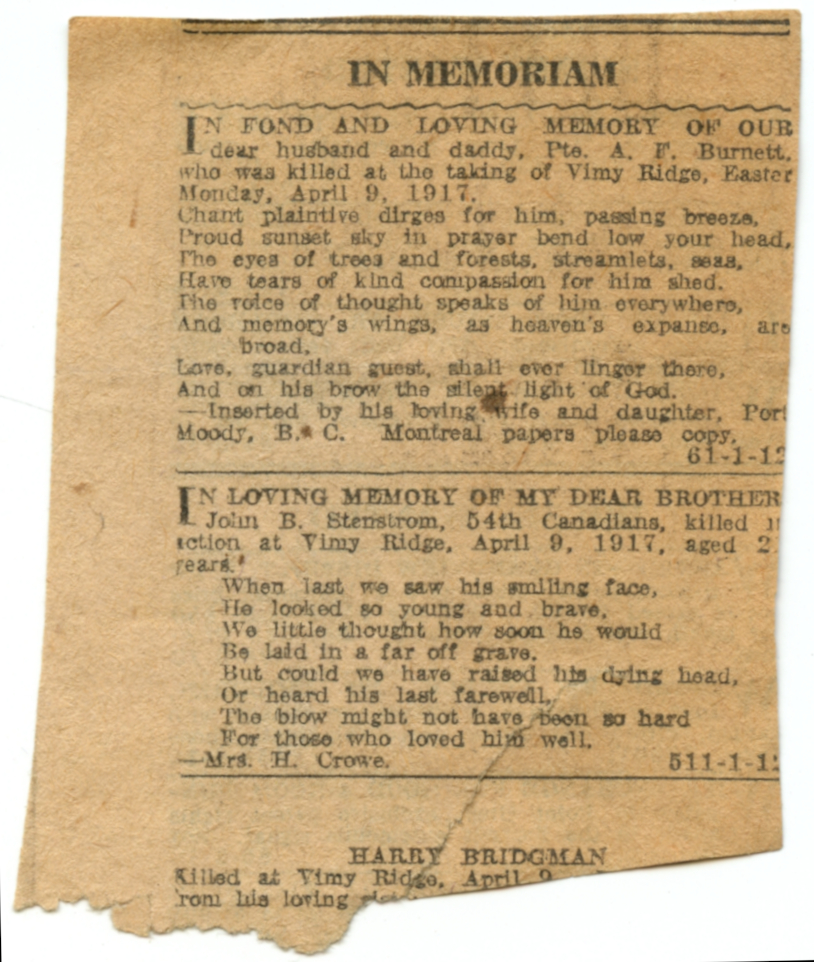 IN MEMORIAM
IN FOND AND LOVING MEMORY OF OUR
dear husband and daddy, Pte. A. F. Burnett,
who was killed at the taking of Vimy Ridge, Easter
Monday, April 9, 1917.
Chant plaintive dirges for him, passing breeze,
Proud sunset sky in prayer bend low your head,
The eyes of trees and forests, streamlets, seas,
Have tears of kind compassion for him shed.
The voice of thought speaks of him everywhere,
And memory's wings, as heaven's expanse, are
broad,
Love, guardian guest, shall ever linger there,
And on his brow the silent light of God.
—Inserted by his loving wife and daughter, Port
Moody, B. C. Montreal papers please copy.
61-1-12
IN LOVING MEMORY OF MY DEAR BROTHER
John B. Stenstrom, 54th Canadians, killed
action at Vimy Ridge, April 9, 1917, aged 2
years.
When last we saw his smiling face,
He looked so young and brave,
We little thought how soon he would
Be laid in a far off grave.
But could we have raised his dying head,
Or heard his last farewell,
The blow might not have been so hard
For those who loved him well.
—Mrs. H. Crowe. 511-1-12
HARRY BRIDGMAN
Killed at Vimy Ridge, April 9
rom his loving